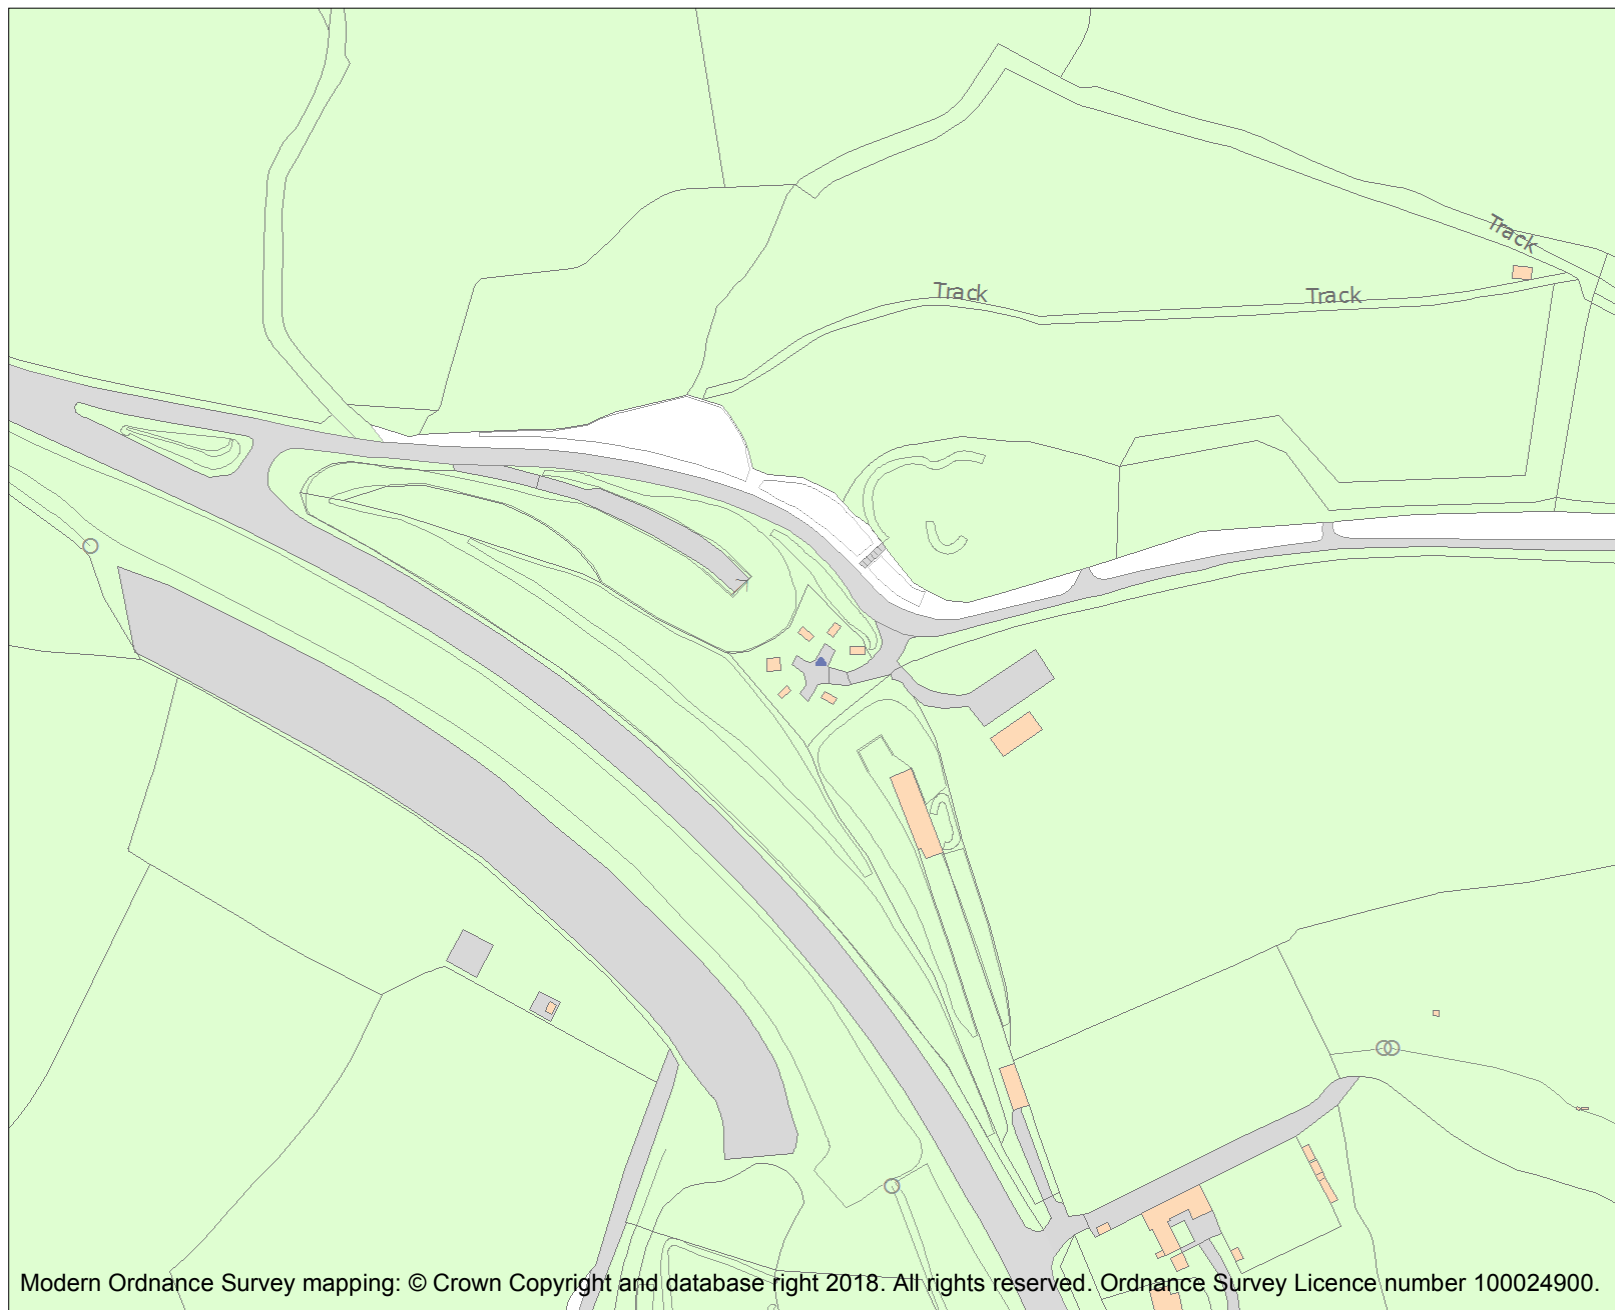 Track
Track
Track
Modern Ordnance Survey mapping: © Crown Copyright and database right 2018. All rights reserved. Ordnance Survey Licence number 100024900.